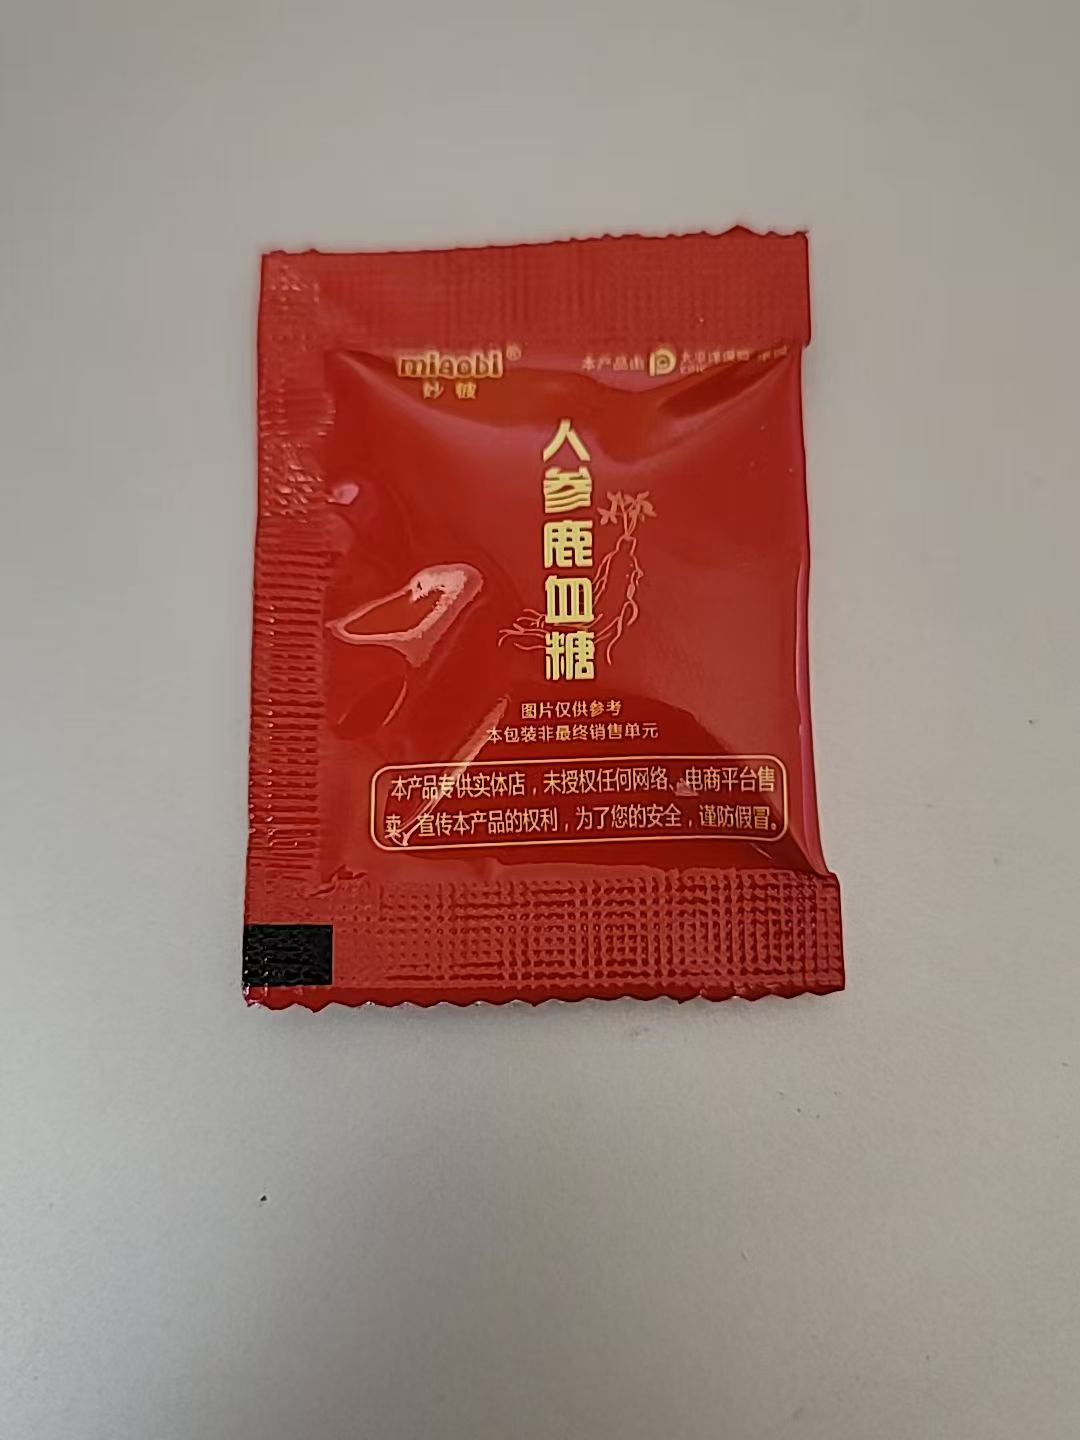 miaobi®
本产品由
人参鹿血糖
图片仅供参考
本包装非最终销售单元
本产品专供实体店，未授权任何网络、电商平台售
卖、宣传本产品的权利，为了您的安全，谨防假冒。